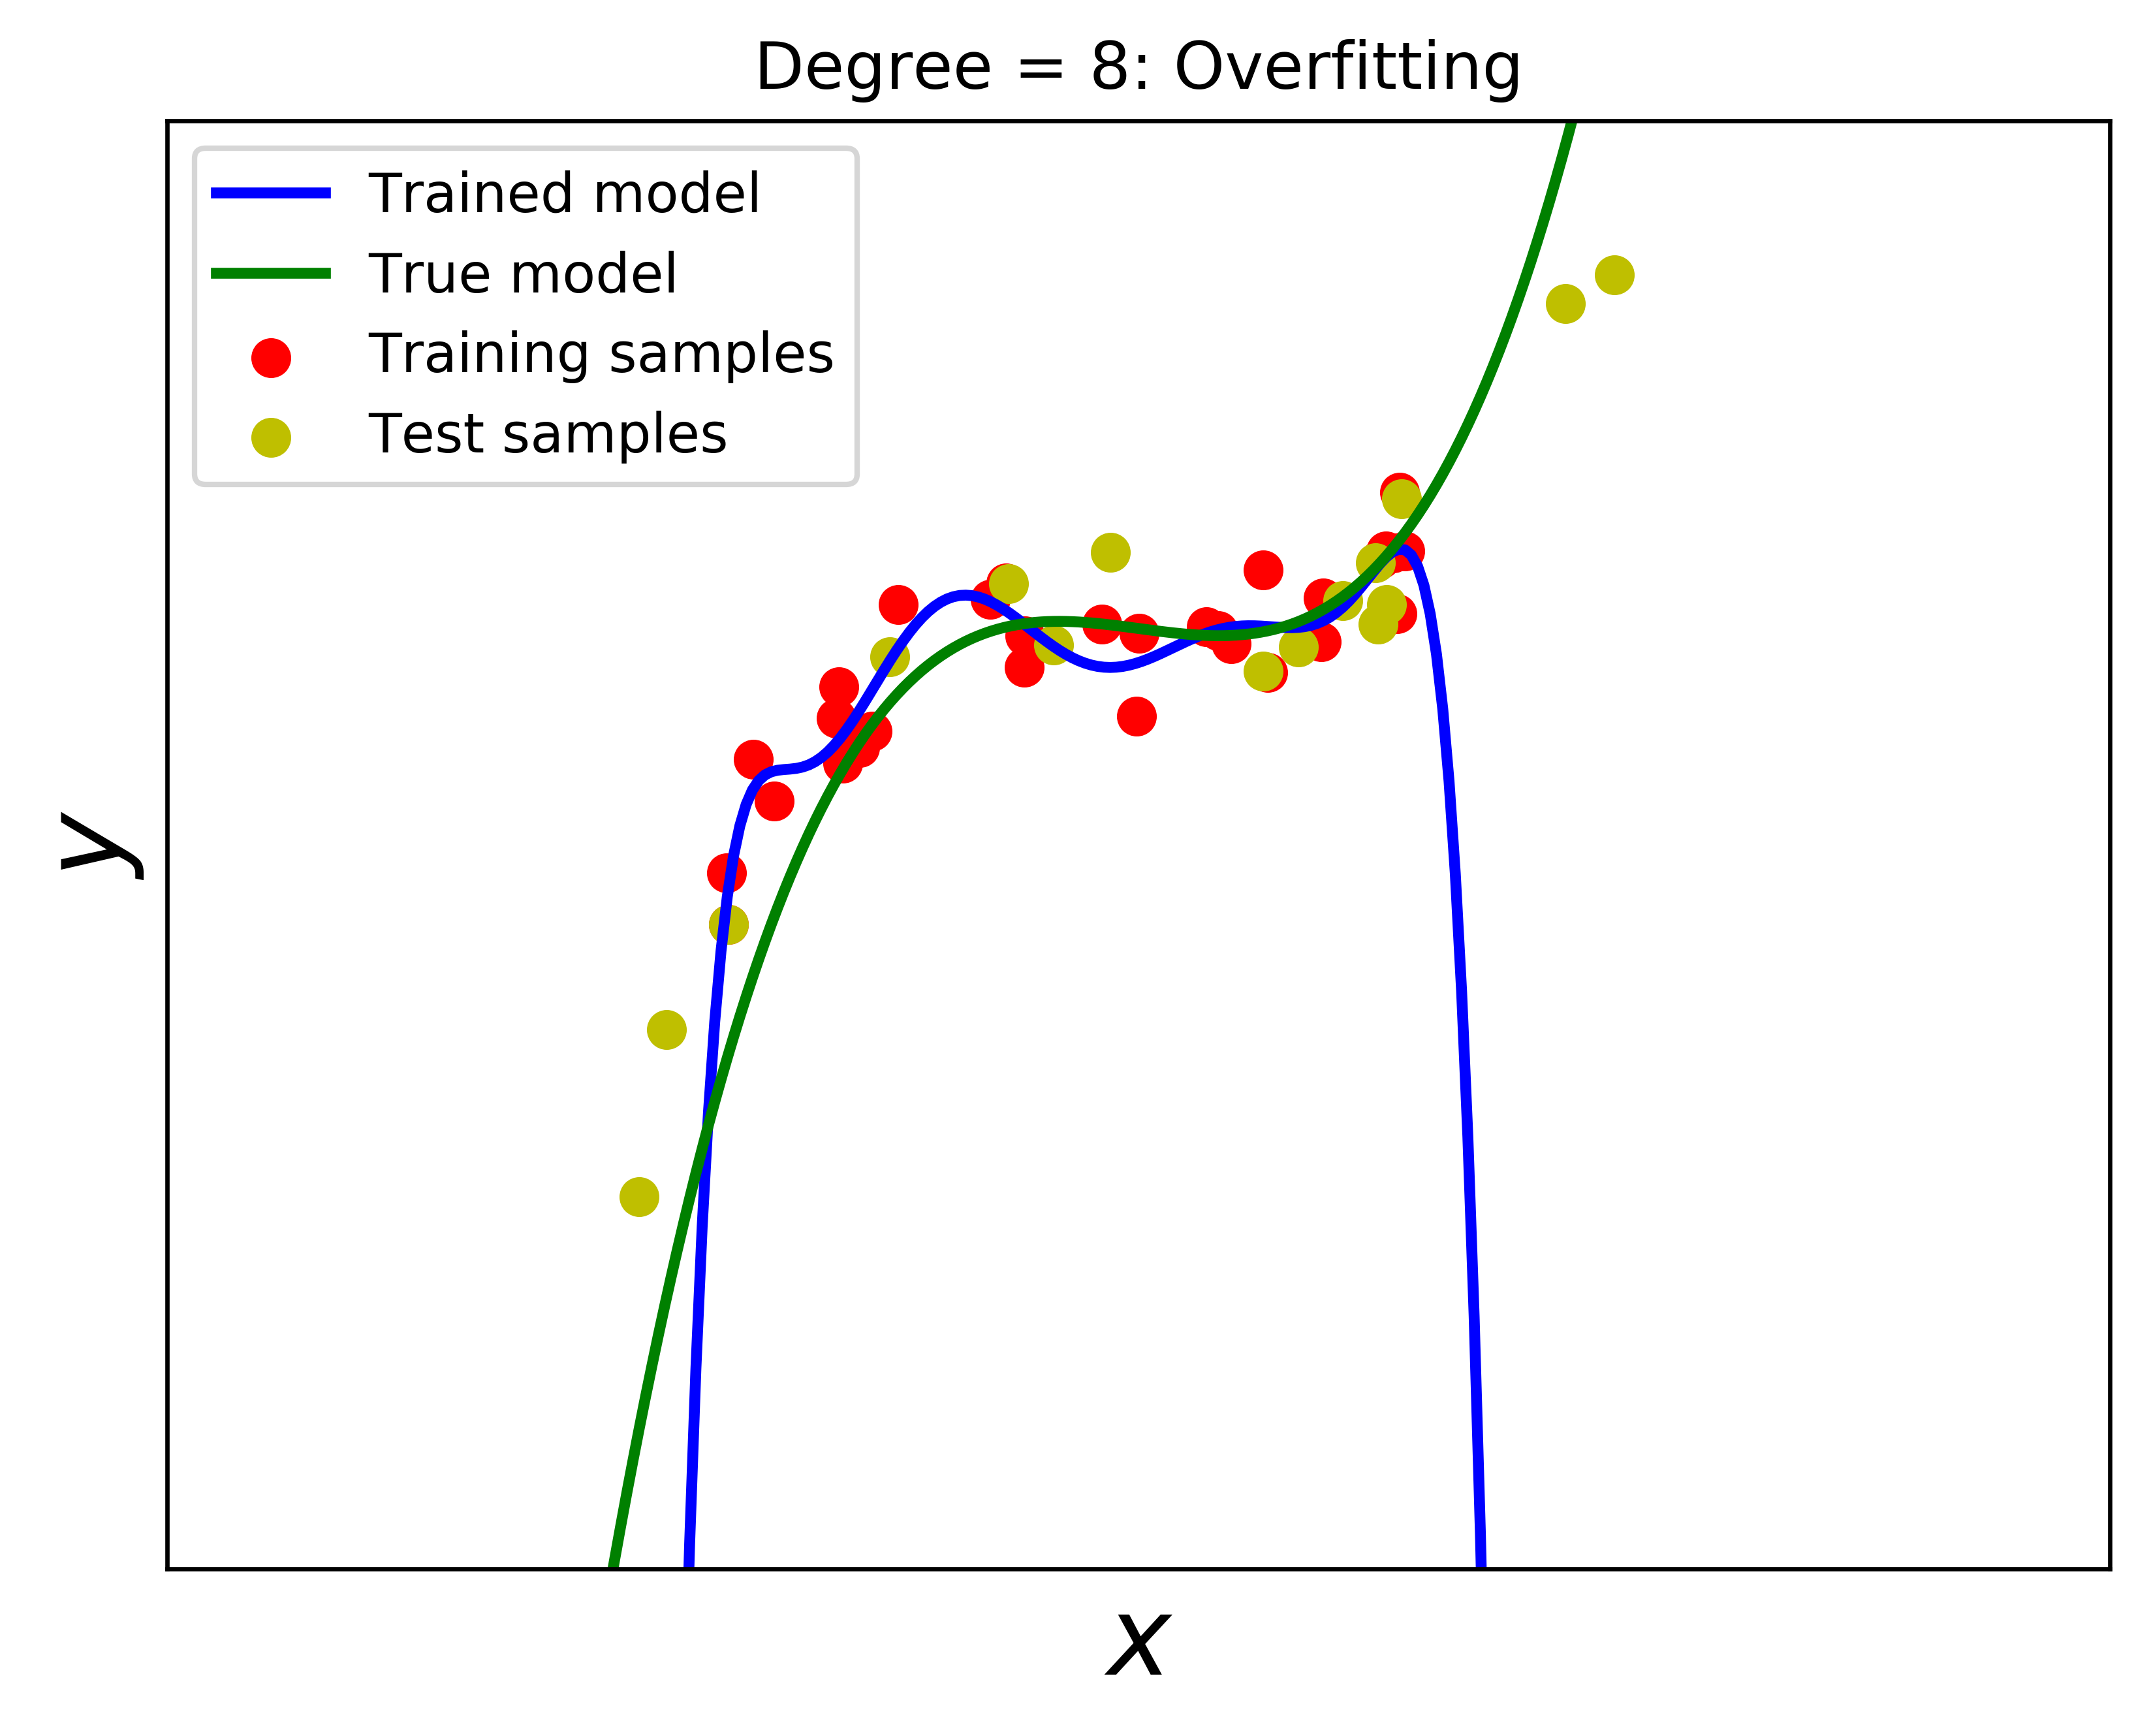 Degree = 8: Overfitting
Trained model
True model
Training samples
Test samples
y
x